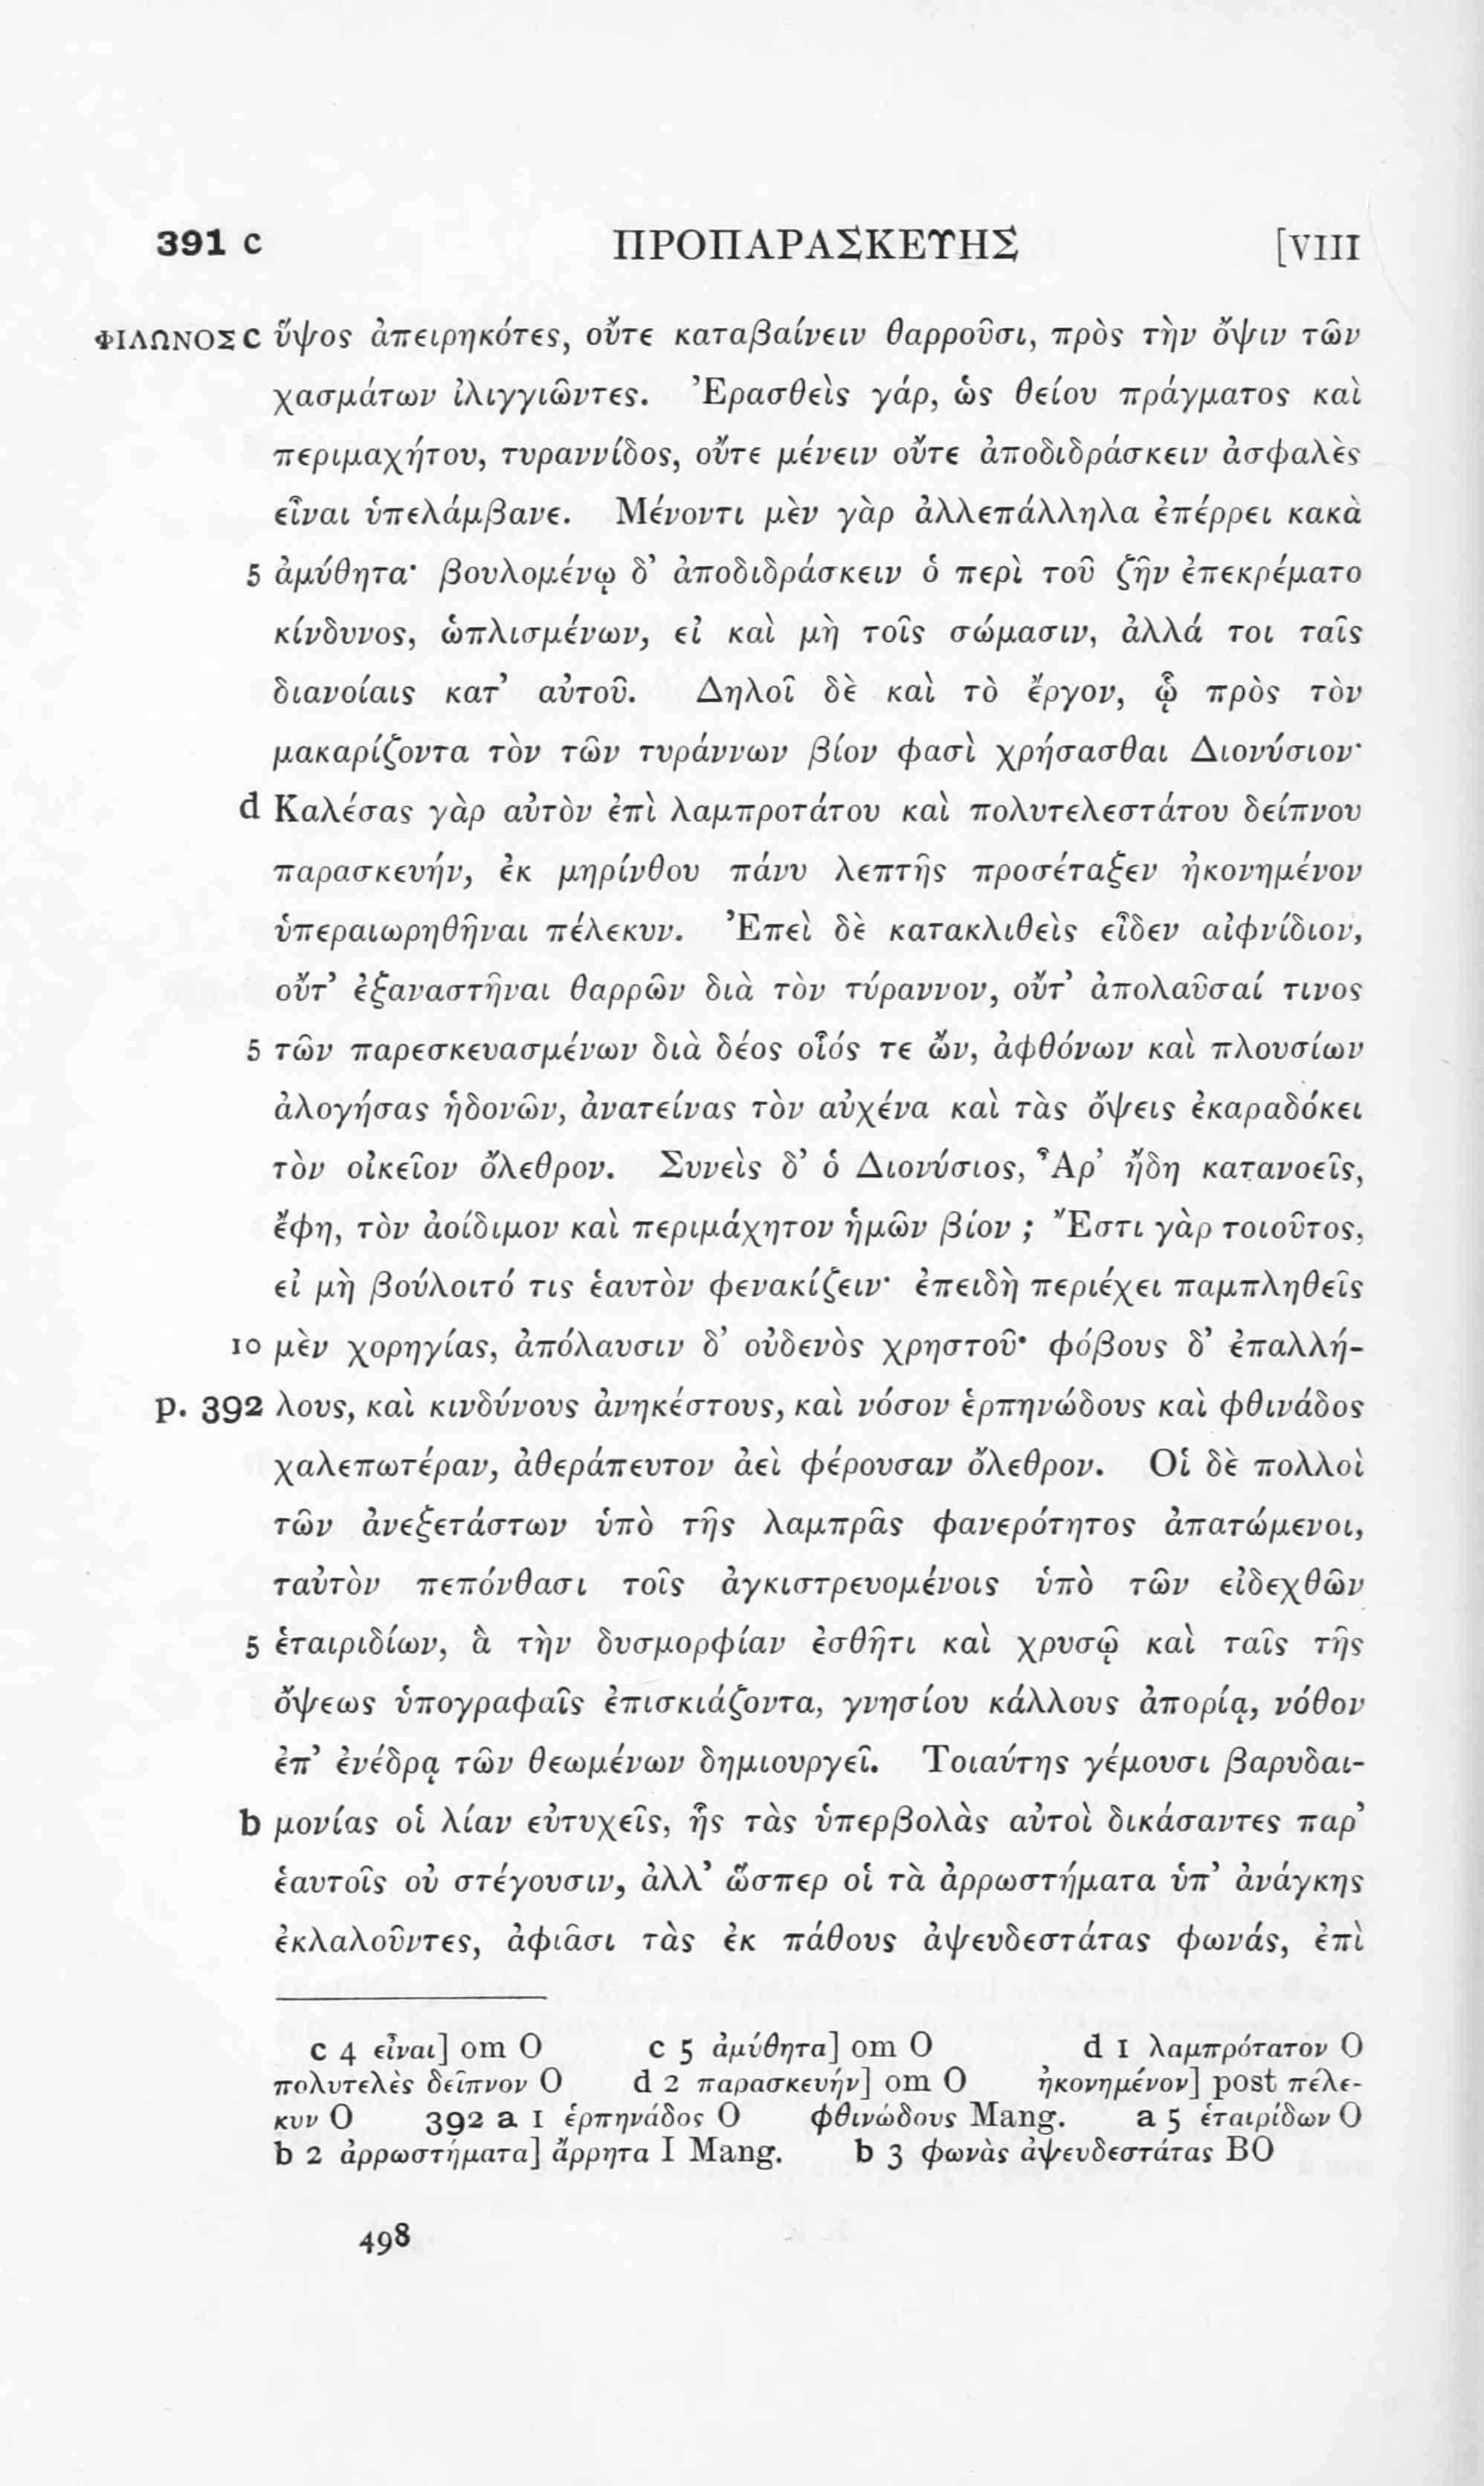 391 c ΠΡΟΠΑΡΑΣΚΕΥΗΣ [VIII
ΦΙΛΩΝΟΣ c ὕψος ἀπειρηκότες, οὔτε καταβαίνειν θαρροῦσι, πρὸς τὴν ὄψιν τῶν
χασμάτων ἰλιγγιῶντες. Ἐρασθεὶς γάρ, ὡς θείου πράγματος καὶ
περιμαχήτου, τυραννίδος, οὔτε μένειν οὔτε ἀποδιδράσκειν ἀσφαλὲς
εἶναι ὑπελάμβανε. Μένοντι μὲν γὰρ ἀλλεπάλληλα ἐπέρρει κακὰ
5 ἀμύθητα· βουλομένῳ δ’ ἀποδιδράσκειν ὁ περὶ τοῦ ζῆν ἐπεκρέματο
κίνδυνος, ὡπλισμένων, εἰ καὶ μὴ τοῖς σώμασιν, ἀλλά τοι ταῖς
διανοίαις κατ’ αὐτοῦ. Δηλοῖ δὲ καὶ τὸ ἔργον, ᾧ πρὸς τὸν
μακαρίζοντα τὸν τῶν τυράννων βίον φασὶ χρήσασθαι Διονύσιον·
d Καλέσας γὰρ αὐτὸν ἐπὶ λαμπροτάτου καὶ πολυτελεστάτου δείπνου
παρασκευήν, ἐκ μηρίνθου πάνυ λεπτῆς προσέταξεν ἠκονημένον
ὑπεραιωρηθῆναι πέλεκυν. Ἐπεὶ δὲ κατακλιθεὶς εἶδεν αἰφνίδιον,
οὔτ’ ἐξαναστῆναι θαρρῶν διὰ τὸν τύραννον, οὔτ’ ἀπολαῦσαί τινος
5 τῶν παρεσκευασμένων διὰ δέος οἷός τε ὤν, ἀφθόνων καὶ πλουσίων
ἀλογήσας ἡδονῶν, ἀνατείνας τὸν αὐχένα καὶ τὰς ὄψεις ἐκαραδόκει
τὸν οἰκεῖον ὄλεθρον. Συνεὶς δ’ ὁ Διονύσιος, Ἆρ’ ἤδη κατανοεῖς,
ἔφη, τὸν ἀοίδιμον καὶ περιμάχητον ἡμῶν βίον ; Ἔστι γὰρ τοιοῦτος,
εἰ μὴ βούλοιτό τις ἑαυτὸν φενακίζειν· ἐπειδὴ περιέχει παμπληθεῖς
10 μὲν χορηγίας, ἀπόλαυσιν δ’ οὐδενὸς χρηστοῦ· φόβους δ’ ἐπαλλή-
p. 392 λους, καὶ κινδύνους ἀνηκέστους, καὶ νόσον ἑρπηνώδους καὶ φθινάδος
χαλεπωτέραν, ἀθεράπευτον ἀεὶ φέρουσαν ὄλεθρον. Οἱ δὲ πολλοὶ
τῶν ἀνεξετάστων ὑπὸ τῆς λαμπρᾶς φανερότητος ἀπατώμενοι,
ταὐτὸν πεπόνθασι τοῖς ἀγκιστρευομένοις ὑπὸ τῶν εἰδεχθῶν
5 ἑταιριδίων, ἃ τὴν δυσμορφίαν ἐσθῆτι καὶ χρυσῷ καὶ ταῖς τῆς
ὄψεως ὑπογραφαῖς ἐπισκιάζοντα, γνησίου κάλλους ἀπορίᾳ, νόθον
ἐπ’ ἐνέδρᾳ τῶν θεωμένων δημιουργεῖ. Τοιαύτης γέμουσι βαρυδαι-
b μονίας οἱ λίαν εὐτυχεῖς, ἧς τὰς ὑπερβολὰς αὐτοὶ δικάσαντες παρ’
ἑαυτοῖς οὐ στέγουσιν, ἀλλ’ ὥσπερ οἱ τὰ ἀρρωστήματα ὑπ’ ἀνάγκης
ἐκλαλοῦντες, ἀφιᾶσι τὰς ἐκ πάθους ἀψευδεστάτας φωνάς, ἐπὶ
c 4 εἶναι] om O c 5 ἀμύθητα] om O d 1 λαμπρότατον O
πολυτελὲς δεῖπνον O d 2 παρασκευήν] om O ἠκονημένον] post πέλε-
κυν O 392 a 1 ἑρπηνάδος O φθινώδους Mang. a 5 ἑταιρίδων O
b 2 ἀρρωστήματα] ἄρρητα I Mang. b 3 φωνὰς ἀψευδεστάτας BO
498